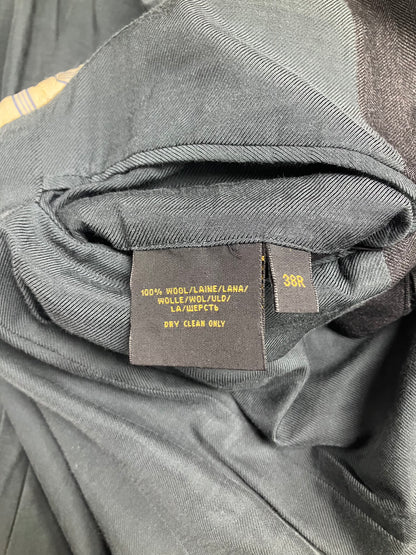 100% WOOL/LAINE/LANA/
WOLLE/WOL/ULD/
LA/ШЕРСТЬ
DRY CLEAN ONLY
38R